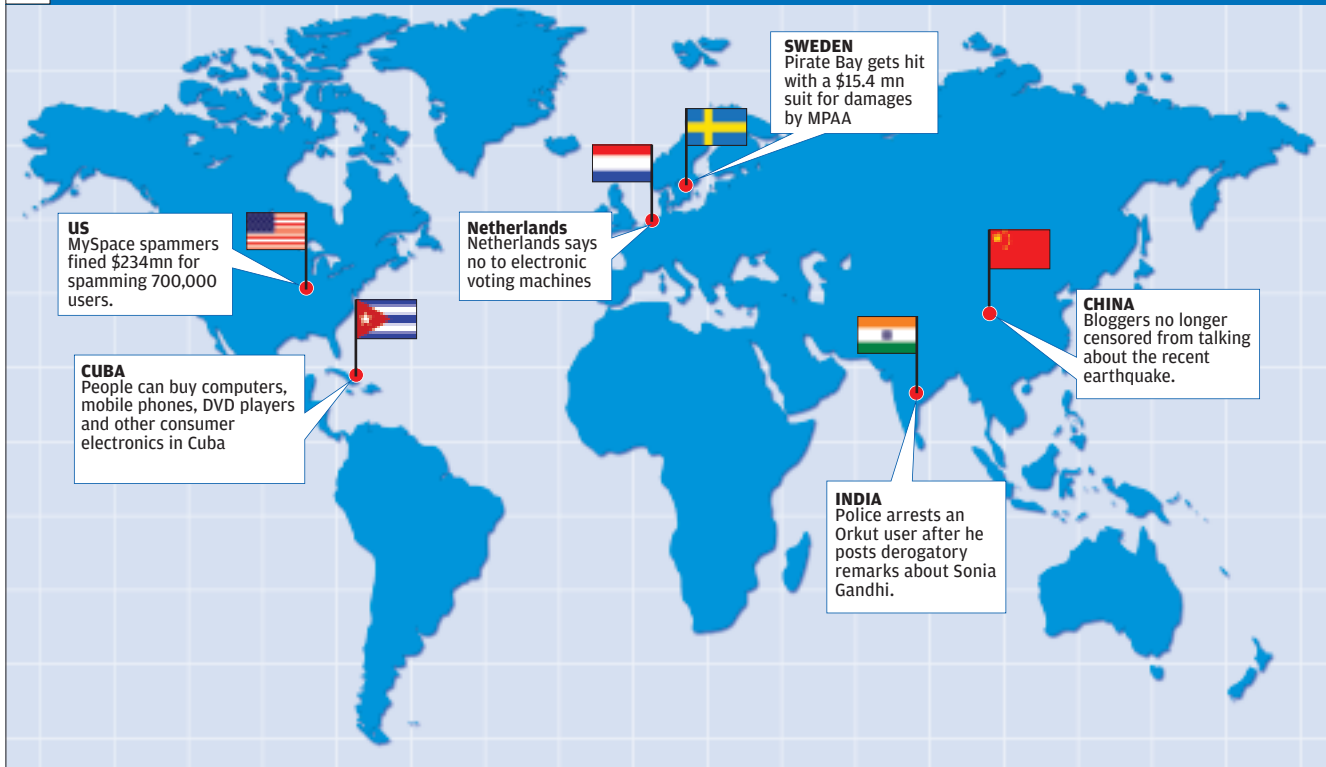 SWEDEN
Pirate Bay gets hit
with a $15.4 mn
suit for damages
by MPAA
US
MySpace spammers
fined $234mn for
spamming 700,000
users.
Netherlands
Netherlands says
no to electronic
voting machines
CHINA
Bloggers no longer
censored from talking
about the recent
earthquake.
CUBA
People can buy computers,
mobile phones, DVD players
and other consumer
electronics in Cuba
INDIA
Police arrests an
Orkut user after he
posts derogatory
remarks about Sonia
Gandhi.